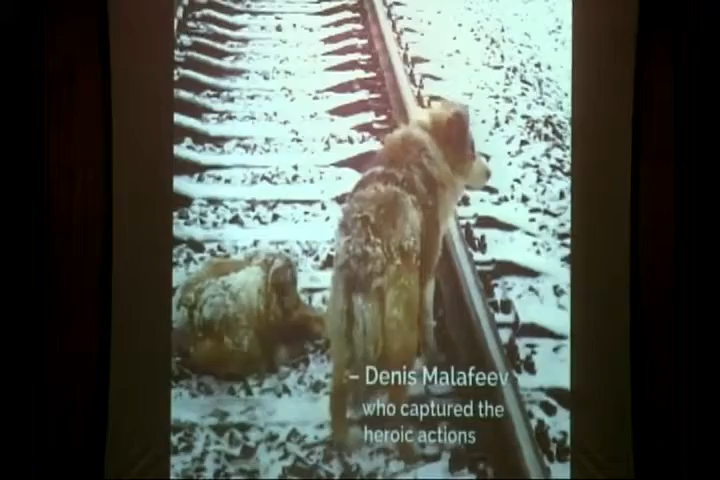 – Denis Malafeev
who captured the
heroic actions